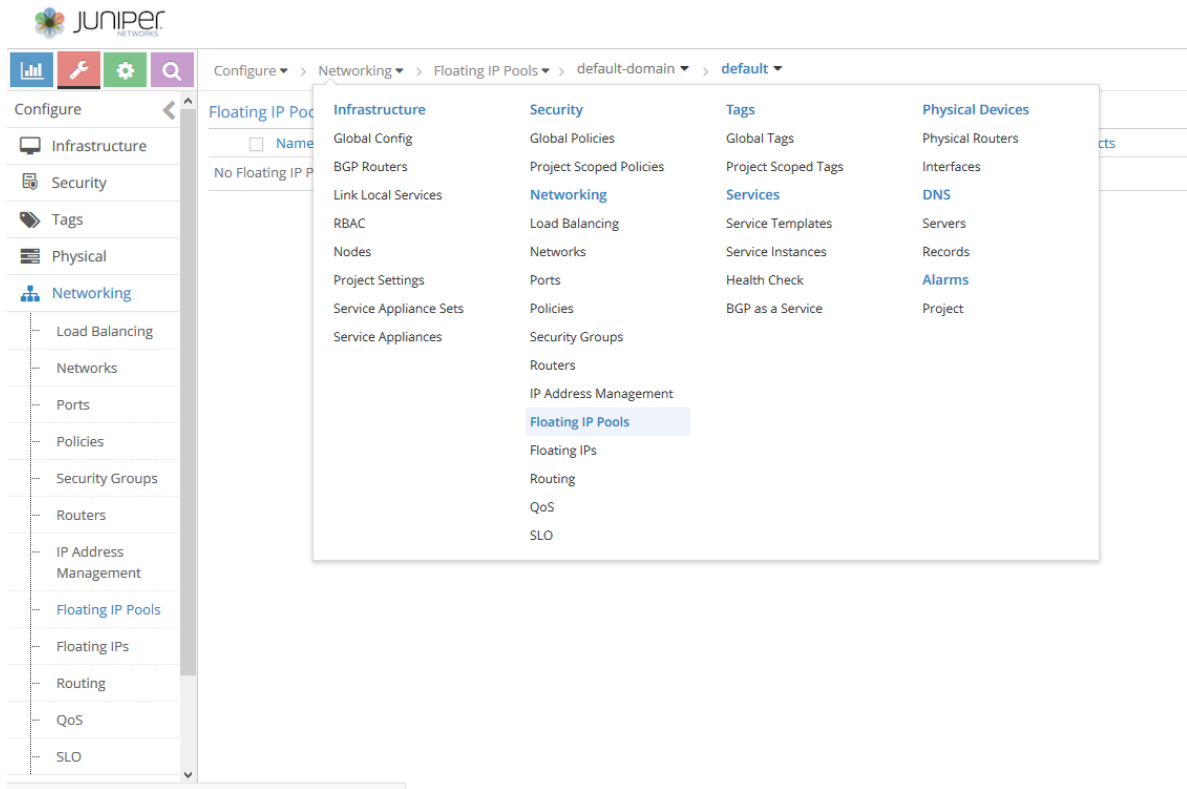 JUNIPER
NETWORKS
Configure > Networking > Floating IP Pools > default-domain > default
Configure
Infrastructure
Security
Tags
Physical
Networking
Load Balancing
Networks
Ports
Policies
Security Groups
Routers
IP Address
Management
Floating IP Pools
Floating IPs
Routing
QoS
SLO
Floating IP Poo
Name
cts
No Floating IP P
Infrastructure
Global Config
BGP Routers
Link Local Services
RBAC
Nodes
Project Settings
Service Appliance Sets
Service Appliances
Security
Global Policies
Project Scoped Policies
Networking
Load Balancing
Networks
Ports
Policies
Security Groups
Routers
IP Address Management
Floating IP Pools
Floating IPs
Routing
QoS
SLO
Tags
Global Tags
Project Scoped Tags
Services
Service Templates
Service Instances
Health Check
BGP as a Service
Physical Devices
Physical Routers
Interfaces
DNS
Servers
Records
Alarms
Project